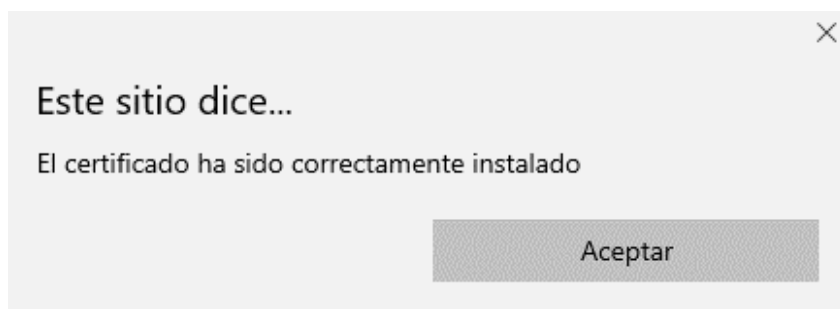 Este sitio dice...
El certificado ha sido correctamente instalado
Aceptar